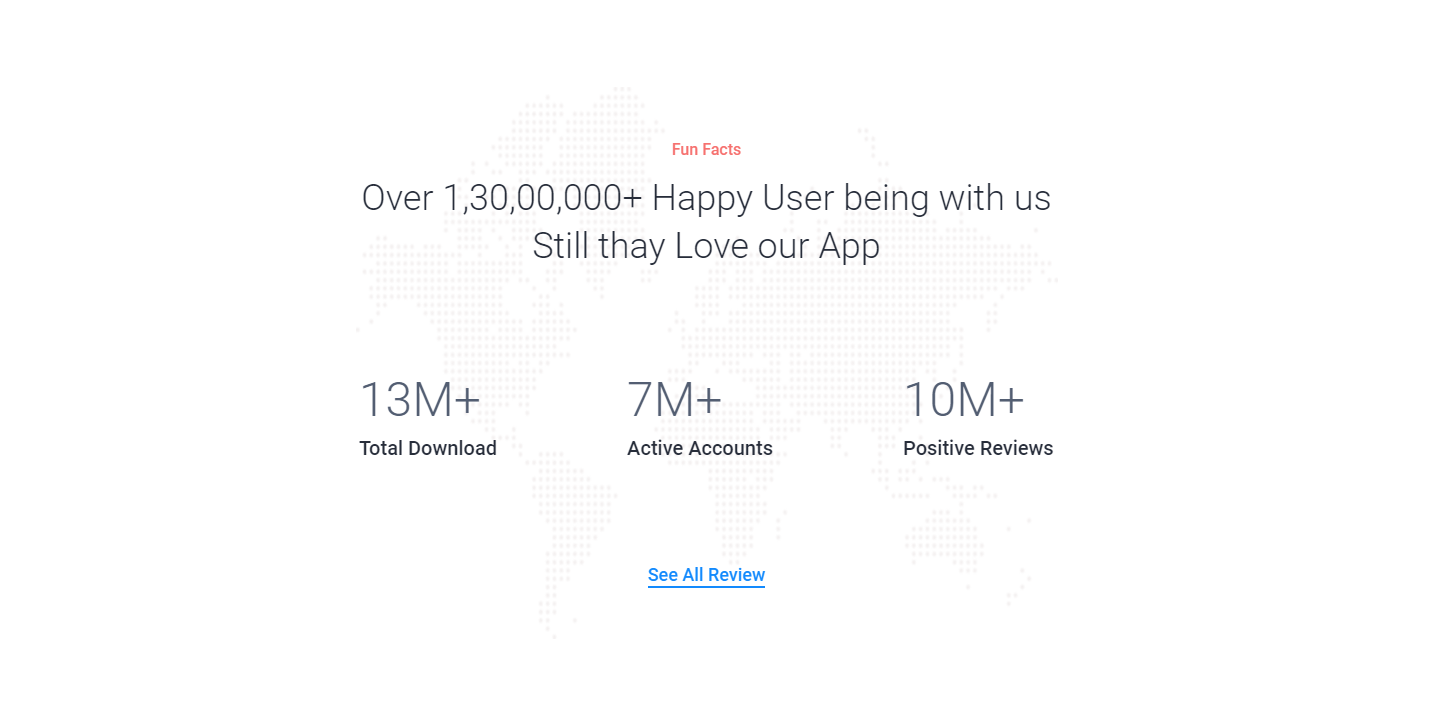 Fun Facts
Over 1,30,00,000+ Happy User being with us
Still thay Love our App
13M+
7M+
10M+
Total Download
Active Accounts
Positive Reviews
See All Review